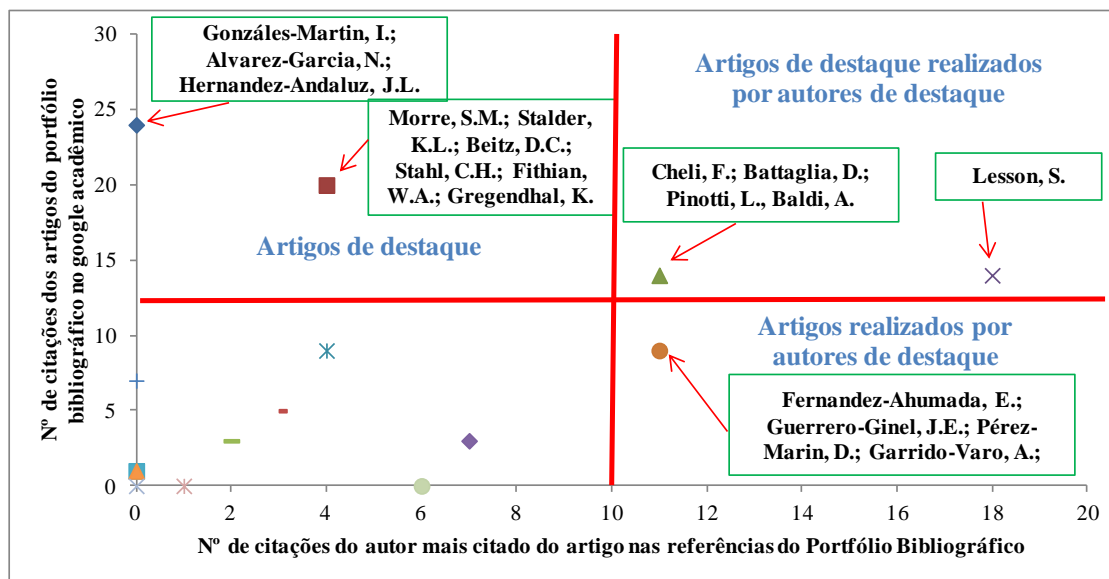 Nº de citações dos artigos do portfólio
bibliográfico no google acadêmico
30
25
20
15
10
5
0
Gonzáles-Martin, I.;
Alvarez-Garcia, N.;
Hernandez-Andaluz, J.L.
Morre, S.M.; Stalder,
K.L.; Beitz, D.C.;
Stahl, C.H.; Fithian,
W.A.; Gregendhal, K.
Artigos de destaque
Artigos de destaque realizados
por autores de destaque
Cheli, F.; Battaglia, D.;
Pinotti, L., Baldi, A.
Lesson, S.
Artigos realizados por
autores de destaque
Fernandez-Ahumada, E.;
Guerrero-Ginel, J.E.; Pérez-
Marin, D.; Garrido-Varo, A.;
0 2 4 6 8 10 12 14 16 18 20
Nº de citações do autor mais citado do artigo nas referências do Portfólio Bibliográfico